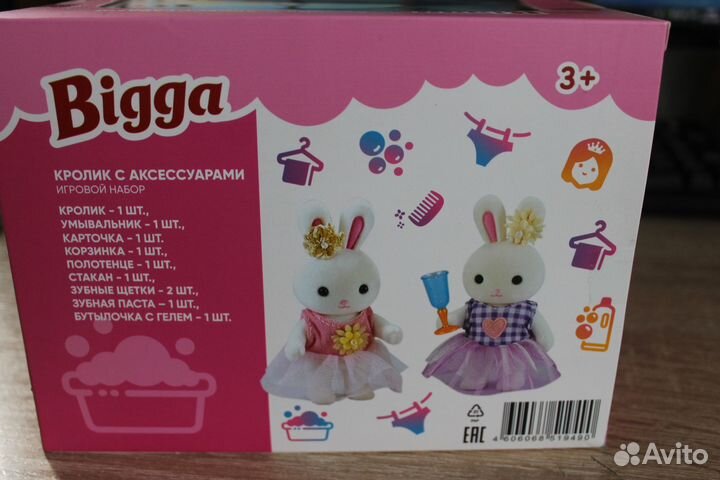 Bigga
3+
КРОЛИК С АКСЕССУАРАМИ
ИГРОВОЙ НАБОР
КРОЛИК - 1 ШТ.,
УМЫВАЛЬНИК - 1 ШТ.,
КАРТОЧКА - 1 ШТ.
КОРЗИНКА - 1 ШТ.,
ПОЛОТЕНЦЕ - 1 ШТ.,
СТАКАН - 1 ШТ.,
ЗУБНЫЕ ЩЕТКИ - 2 ШТ.,
ЗУБНАЯ ПАСТА – 1 ШТ.,
БУТЫЛОЧКА С ГЕЛЕМ - 1 ШТ.
EAC
4 606068 519490
Avito